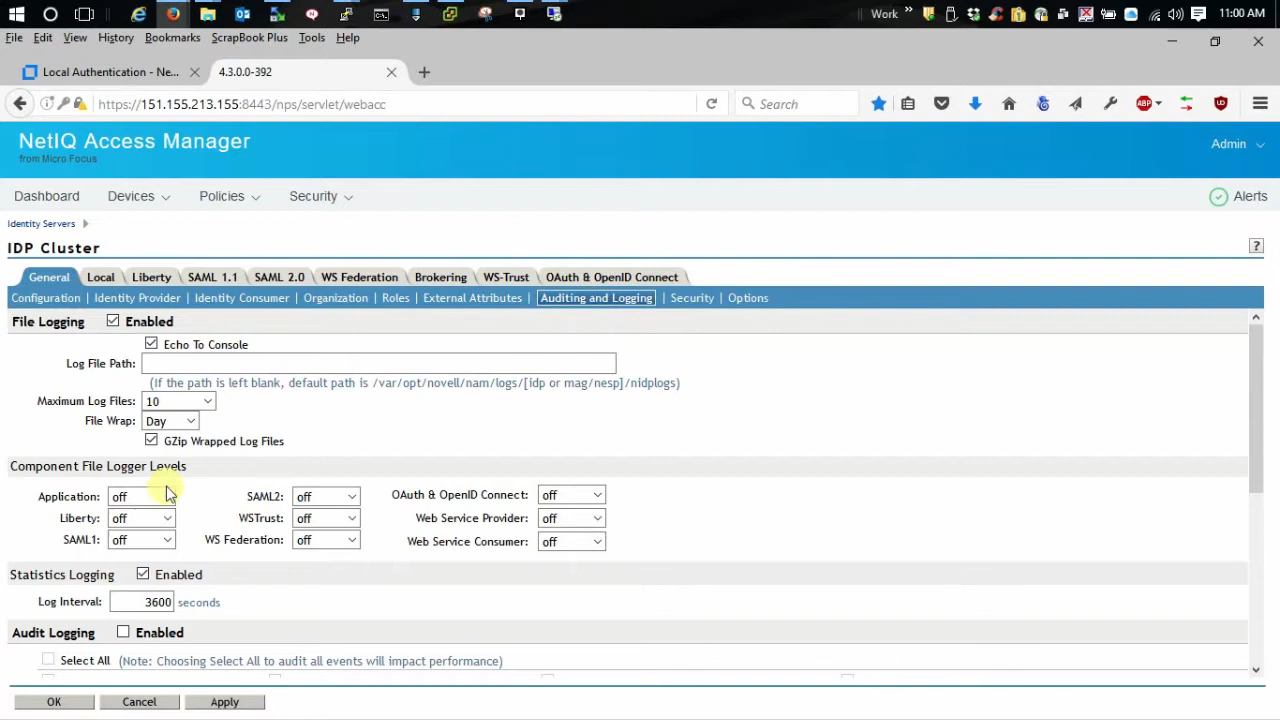 Work » 11:00 AM
File Edit View History Bookmarks ScrapBook Plus Tools Help
Local Authentication - Ne... 4.3.0.0-392
https://151.155.213.155:8443/nps/servlet/webacc Search
NetIQ Access Manager
from Micro Focus
Admin
Dashboard Devices Policies Security Alerts
Identity Servers
IDP Cluster ?
General Local Liberty SAML 1.1 SAML 2.0 WS Federation Brokering WS-Trust OAuth & OpenID Connect
Configuration | Identity Provider | Identity Consumer | Organization | Roles | External Attributes | Auditing and Logging | Security | Options
File Logging Enabled
Echo To Console
Log File Path:
(If the path is left blank, default path is /var/opt/novell/nam/logs/[idp or mag/nesp]/nidplogs)
Maximum Log Files: 10
File Wrap: Day
GZip Wrapped Log Files
Component File Logger Levels
Application: off SAML2: off OAuth & OpenID Connect: off
Liberty: off WSTrust: off Web Service Provider: off
SAML1: off WS Federation: off Web Service Consumer: off
Statistics Logging Enabled
Log Interval: 3600 seconds
Audit Logging Enabled
Select All (Note: Choosing Select All to audit all events will impact performance)
OK Cancel Apply